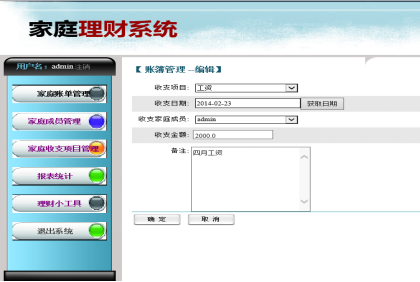 家庭理财系统
用户名：admin 注销
家庭账单管理
家庭成员管理
家庭收支项目管理
报表统计
理财小工具
退出系统
【 账簿管理 --编辑】
收支项目: 工资
收支日期: 2014-02-23 获取日期
收支家庭成员: admin
收支金额: 2000.0
备注: 四月工资
确 定 取 消